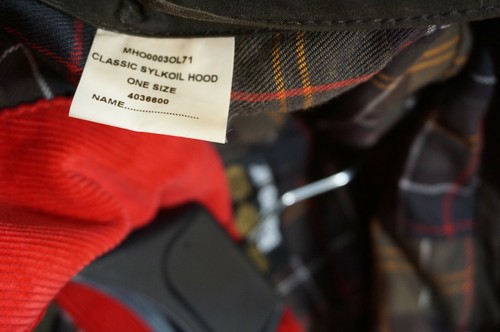 MHO0003OL71
CLASSIC SYLKOIL HOOD
ONE SIZE
4036600
NAME..............................